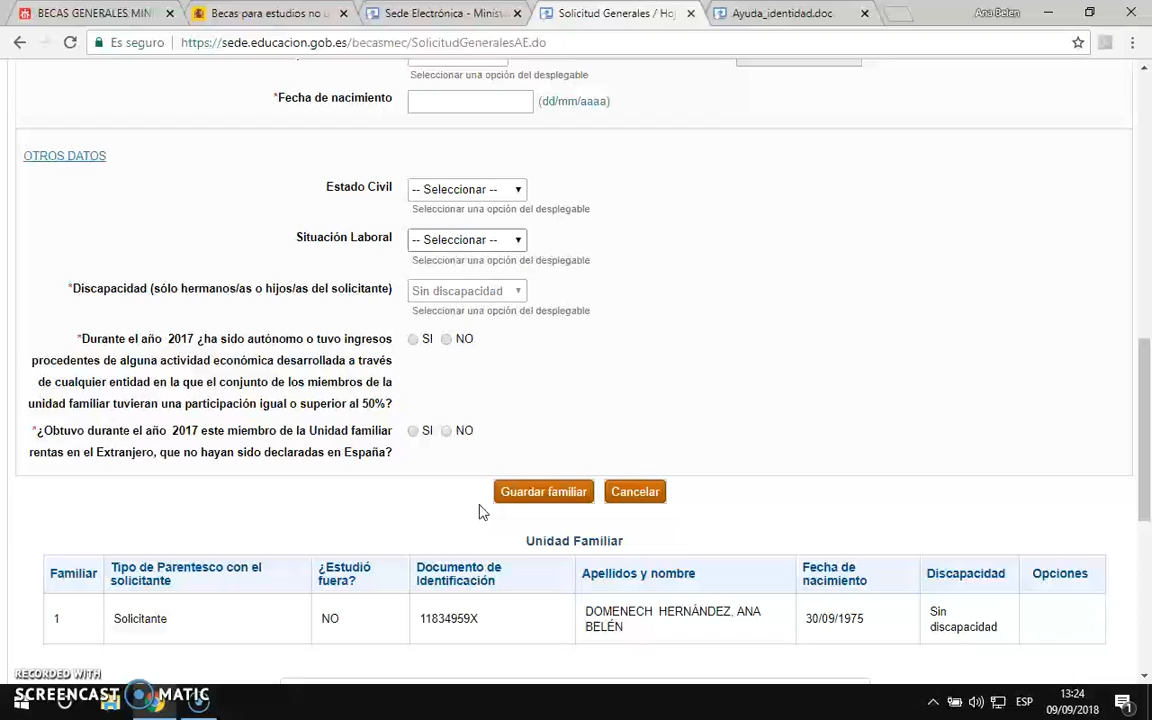 BECAS GENERALES MINI
Becas para estudios no u
Sede Electrónica - Minist
Solicitud Generales / Hoj
Ayuda_identidad.doc
Ana Belen
Es seguro
https://sede.educacion.gob.es/becasmec/SolicitudGeneralesAE.do
Seleccionar una opción del desplegable
*Fecha de nacimiento
(dd/mm/aaaa)
OTROS DATOS
Estado Civil
-- Seleccionar --
Seleccionar una opción del desplegable
Situación Laboral
-- Seleccionar --
Seleccionar una opción del desplegable
*Discapacidad (sólo hermanos/as o hijos/as del solicitante)
Sin discapacidad
Seleccionar una opción del desplegable
*Durante el año 2017 ¿ha sido autónomo o tuvo ingresos
SI NO
procedentes de alguna actividad económica desarrollada a través
de cualquier entidad en la que el conjunto de los miembros de la
unidad familiar tuvieran una participación igual o superior al 50%?
*¿Obtuvo durante el año 2017 este miembro de la Unidad familiar
SI NO
rentas en el Extranjero, que no hayan sido declaradas en España?
Guardar familiar
Cancelar
Unidad Familiar
Familiar
Tipo de Parentesco con el
solicitante
¿Estudió
fuera?
Documento de
Identificación
Apellidos y nombre
Fecha de
nacimiento
Discapacidad
Opciones
1
Solicitante
NO
11834959X
DOMENECH HERNÁNDEZ, ANA
BELÉN
30/09/1975
Sin
discapacidad
RECORDED WITH
SCREENCAST MATIC
ESP
13:24
09/09/2018
1